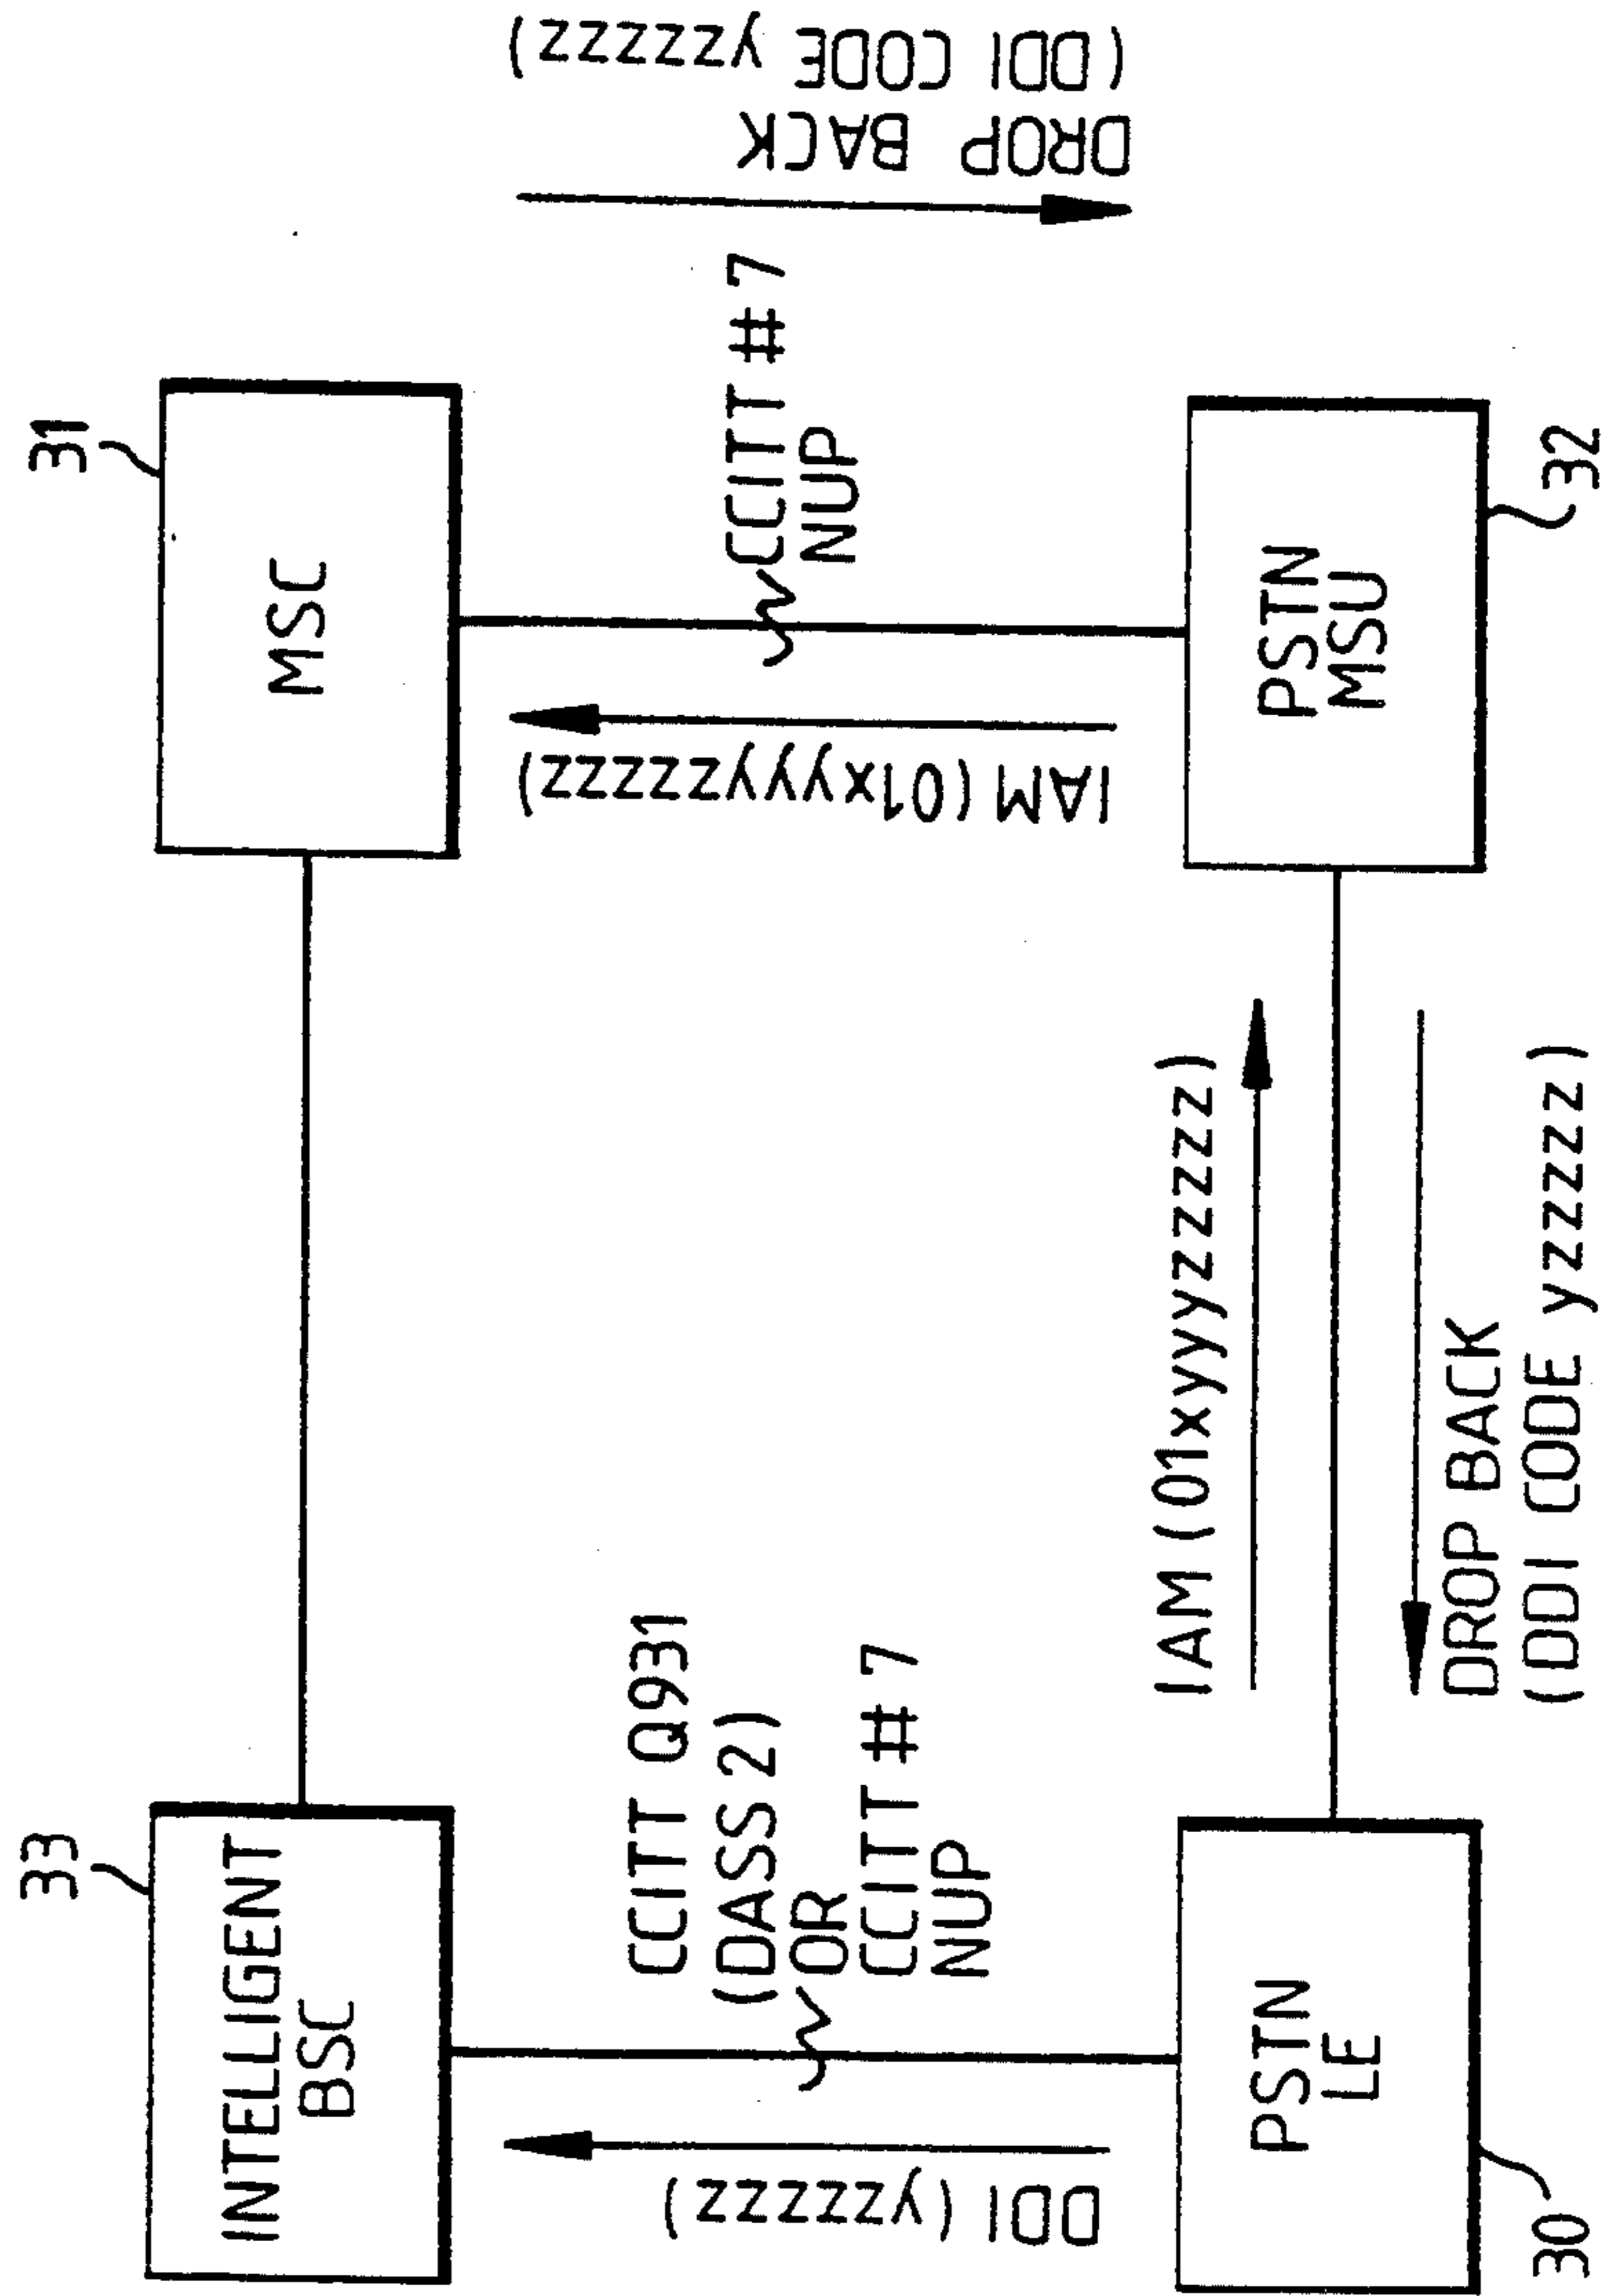 33
INTELLIGENT
BSC
31
MSC
DDI (yzzzzz)
CCITT Q931
(DASS 2)
OR
CCITT # 7
NUP
IAM (01xyyyzzzzz)
CCITT # 7
NUP
DROP BACK
(DDI CODE yzzzzz)
IAM (01xyyyzzzzz)
PSTN
LE
30
DROP BACK
(DDI CODE yzzzzz)
PSTN
MSU
32